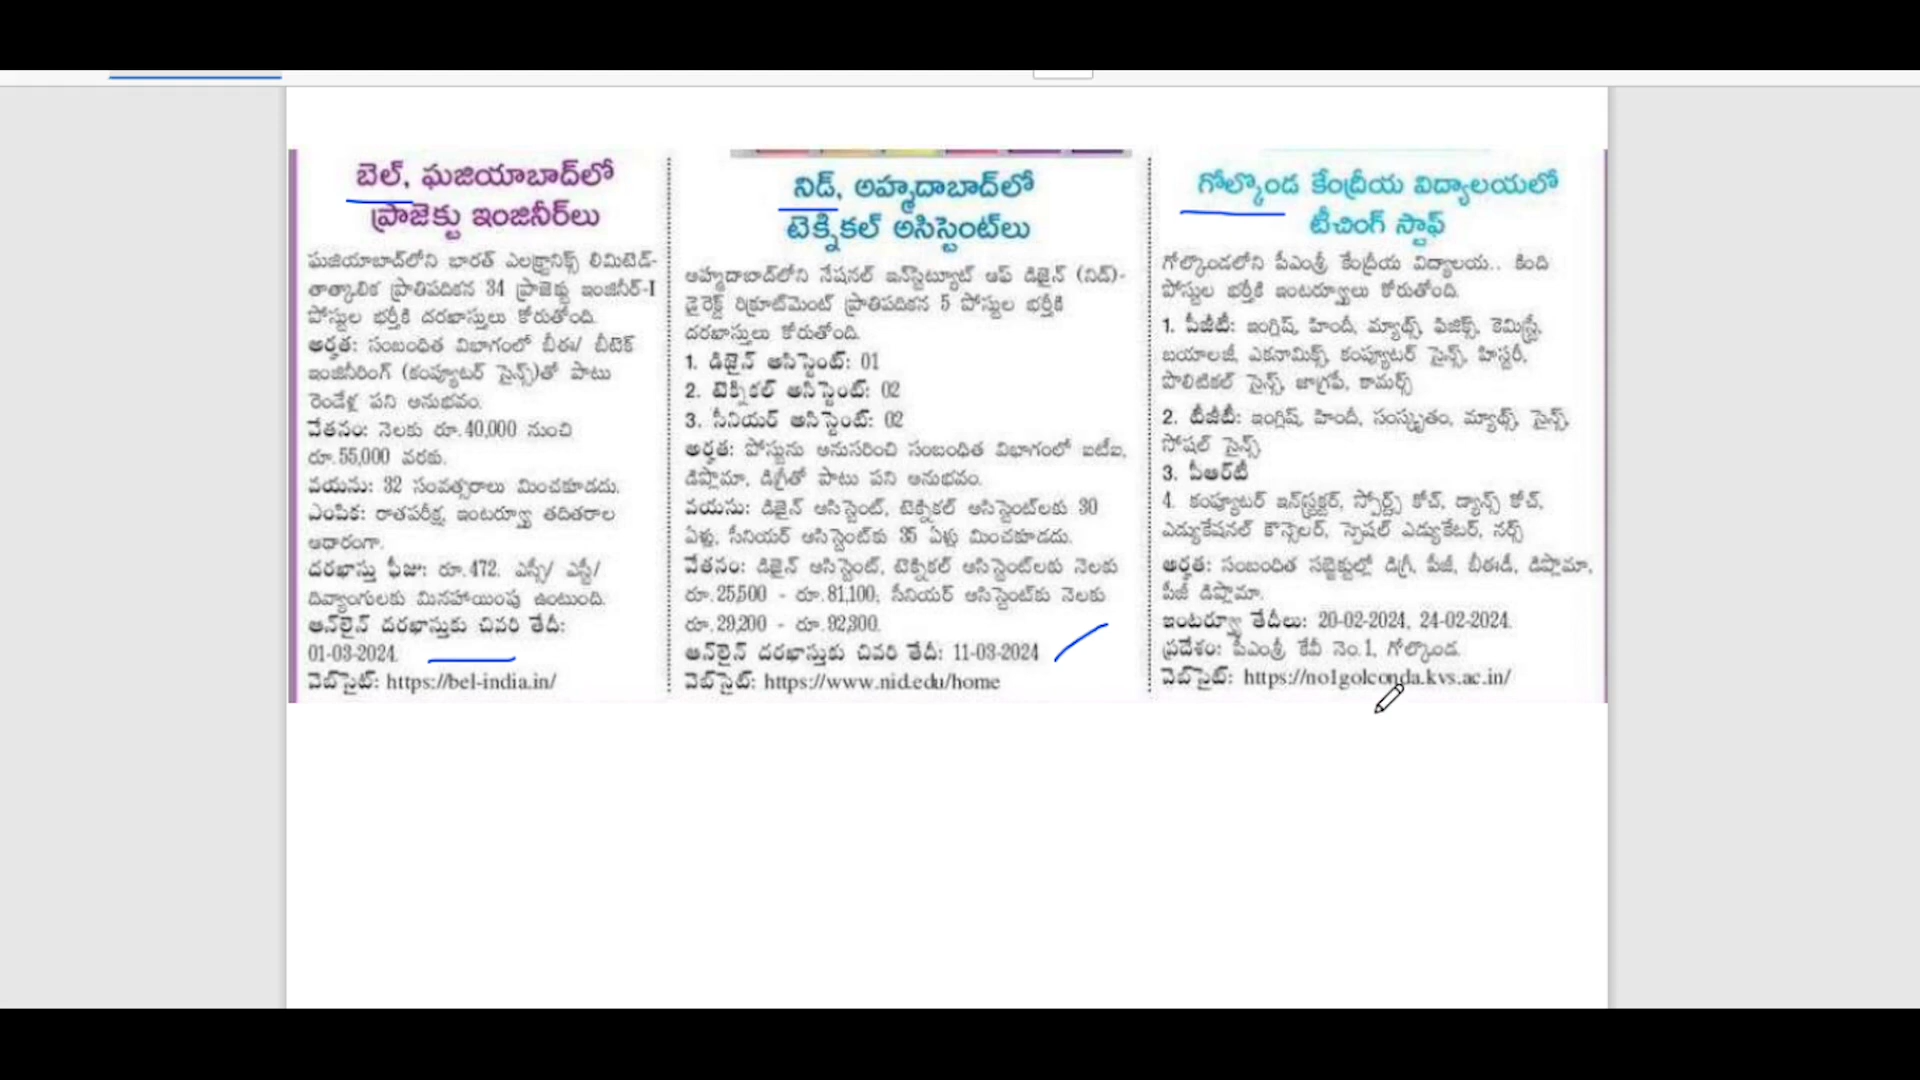 బెల్, ఘజియాబాద్‌లో
ప్రాజెక్టు ఇంజినీర్‌లు
ఘజియాబాద్‌లోని భారత్ ఎలక్ట్రానిక్స్ లిమిటెడ్-
తాత్కాలిక ప్రాతిపదికన 34 ప్రాజెక్టు ఇంజినీర్-I
పోస్టుల భర్తీకి దరఖాస్తులు కోరుతోంది.
అర్హత: సంబంధిత విభాగంలో బీఈ/ బీటెక్
ఇంజినీరింగ్ (కంప్యూటర్ సైన్స్)తో పాటు
రెండేళ్ల పని అనుభవం.
వేతనం: నెలకు రూ.40,000 నుంచి
రూ.55,000 వరకు.
వయసు: 32 సంవత్సరాలు మించకూడదు.
ఎంపిక: రాతపరీక్ష, ఇంటర్వ్యూ తదితరాల
ఆధారంగా.
దరఖాస్తు ఫీజు: రూ.472. ఎస్సీ/ ఎస్టీ/
దివ్యాంగులకు మినహాయింపు ఉంటుంది.
ఆన్‌లైన్ దరఖాస్తుకు చివరి తేదీ:
01-03-2024.
వెబ్‌సైట్: https://bel-india.in/
నిడ్, అహ్మదాబాద్‌లో
టెక్నికల్ అసిస్టెంట్‌లు
అహ్మదాబాద్‌లోని నేషనల్ ఇన్‌స్టిట్యూట్ ఆఫ్ డిజైన్ (నిడ్)-
డైరెక్ట్ రిక్రూట్‌మెంట్ ప్రాతిపదికన 5 పోస్టుల భర్తీకి
దరఖాస్తులు కోరుతోంది.
1. డిజైన్ అసిస్టెంట్: 01
2. టెక్నికల్ అసిస్టెంట్: 02
3. సీనియర్ అసిస్టెంట్: 02
అర్హత: పోస్టును అనుసరించి సంబంధిత విభాగంలో ఐటీఐ,
డిప్లొమా, డిగ్రీతో పాటు పని అనుభవం.
వయసు: డిజైన్ అసిస్టెంట్, టెక్నికల్ అసిస్టెంట్‌లకు 30
ఏళ్లు, సీనియర్ అసిస్టెంట్‌కు 35 ఏళ్లు మించకూడదు.
వేతనం: డిజైన్ అసిస్టెంట్, టెక్నికల్ అసిస్టెంట్‌లకు నెలకు
రూ.25,500 - రూ.81,100; సీనియర్ అసిస్టెంట్‌కు నెలకు
రూ.29,200 - రూ.92,300.
ఆన్‌లైన్ దరఖాస్తుకు చివరి తేదీ: 11-03-2024
వెబ్‌సైట్: https://www.nid.edu/home
గోల్కొండ కేంద్రీయ విద్యాలయలో
టీచింగ్ స్టాఫ్
గోల్కొండలోని పీఎంశ్రీ కేంద్రీయ విద్యాలయ.. కింది
పోస్టుల భర్తీకి ఇంటర్వ్యూలు కోరుతోంది.
1. పీజీటీ: ఇంగ్లిష్, హిందీ, మ్యాథ్స్, ఫిజిక్స్, కెమిస్ట్రీ,
బయాలజీ, ఎకనామిక్స్, కంప్యూటర్ సైన్స్, హిస్టరీ,
పొలిటికల్ సైన్స్, జాగ్రఫీ, కామర్స్
2. టీజీటీ: ఇంగ్లిష్, హిందీ, సంస్కృతం, మ్యాథ్స్, సైన్స్,
సోషల్ సైన్స్
3. పీఆర్‌టీ
4. కంప్యూటర్ ఇన్‌స్ట్రక్టర్, స్పోర్ట్స్ కోచ్, డ్యాన్స్ కోచ్,
ఎడ్యుకేషనల్ కౌన్సెలర్, స్పెషల్ ఎడ్యుకేటర్, నర్స్
అర్హత: సంబంధిత సబ్జెక్టుల్లో డిగ్రీ, పీజీ, బీఈడీ, డిప్లొమా,
పీజీ డిప్లొమా.
ఇంటర్వ్యూ తేదీలు: 20-02-2024, 24-02-2024.
ప్రదేశం: పీఎంశ్రీ కేవీ నెం.1, గోల్కొండ.
వెబ్‌సైట్: https://no1golconda.kvs.ac.in/